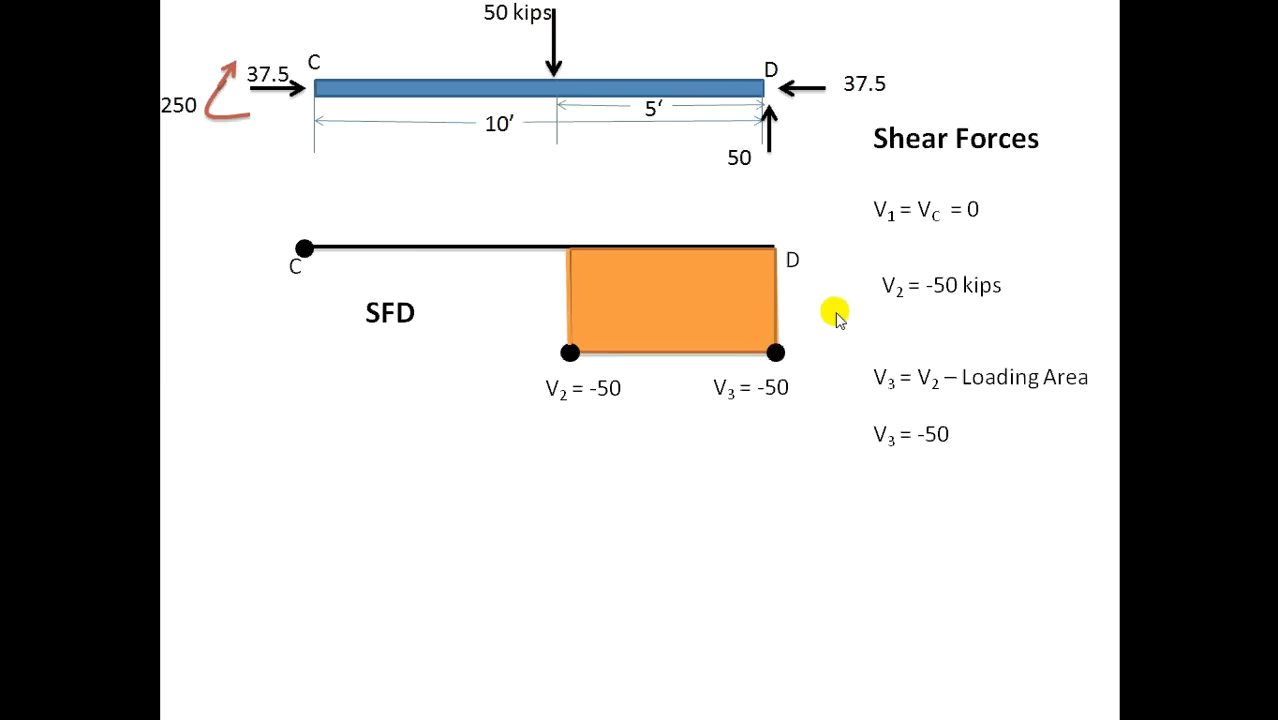 50 kips
C
D
37.5
37.5
250
5’
10’
50
Shear Forces
V₁ = V_C = 0
C
D
V₂ = -50 kips
SFD
V₂ = -50
V₃ = -50
V₃ = V₂ – Loading Area
V₃ = -50